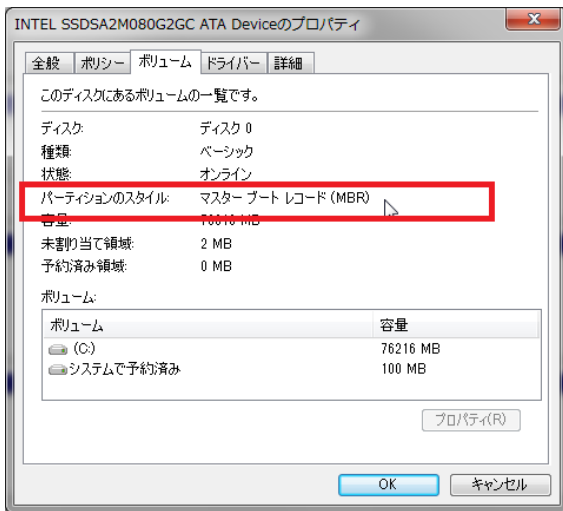 INTEL SSDSA2M080G2GC ATA Deviceのプロパティ
全般 ポリシー ボリューム ドライバー 詳細
このディスクにあるボリュームの一覧です。
ディスク: ディスク 0
種類: ベーシック
状態: オンライン
パーティションのスタイル: マスター ブート レコード (MBR)
容量:
未割り当て領域: 2 MB
予約済み領域: 0 MB
ボリューム:
ボリューム 容量
(C:) 76216 MB
システムで予約済み 100 MB
プロパティ(R)
OK キャンセル